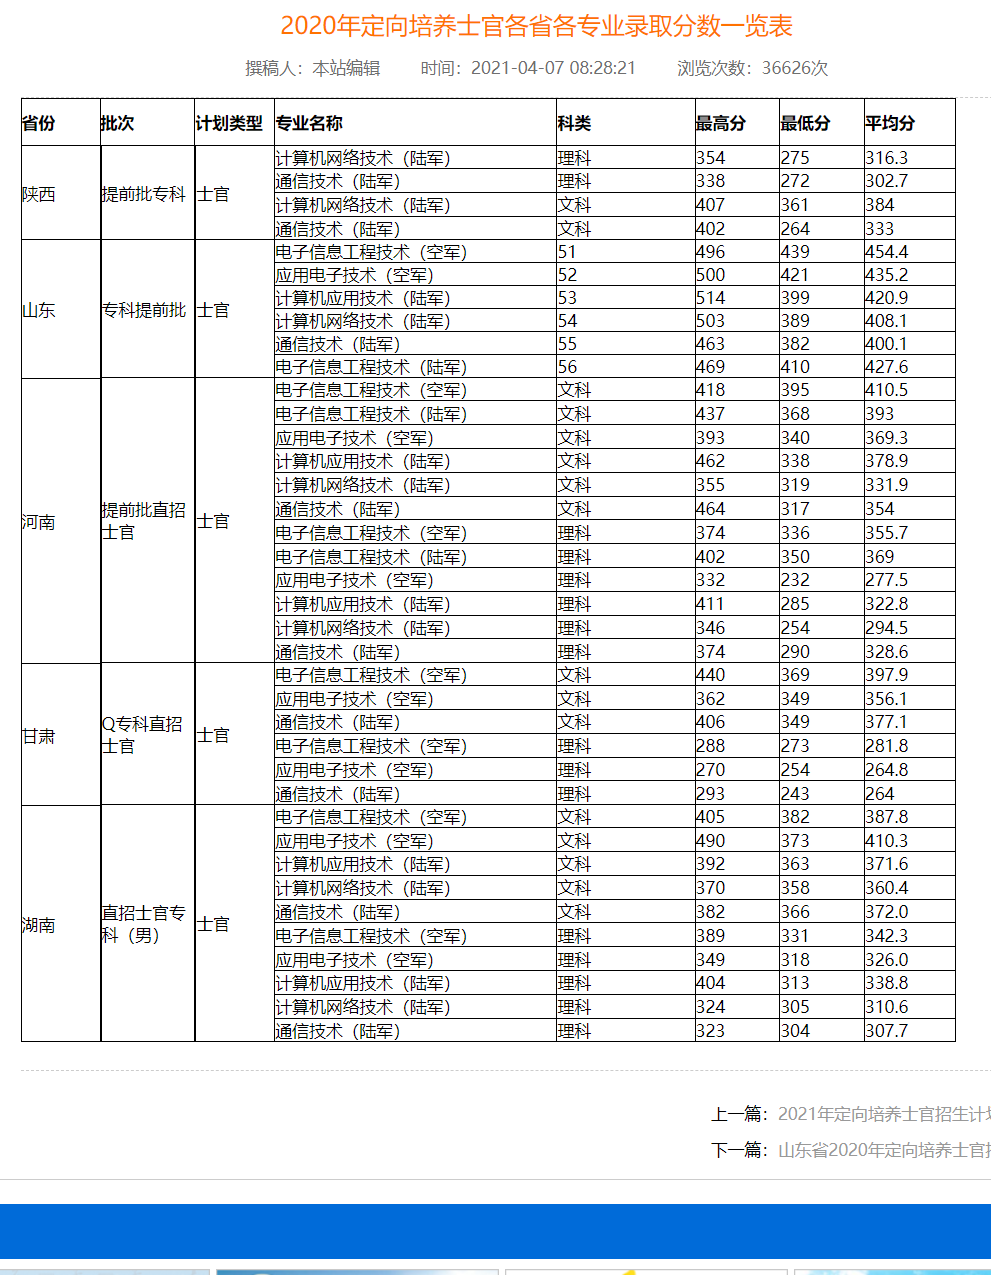 2020年定向培养士官各省各专业录取分数一览表
撰稿人：本站编辑 时间：2021-04-07 08:28:21 浏览次数：36626次
省份 批次 计划类型 专业名称 科类 最高分 最低分 平均分
陕西 提前批专科 士官 计算机网络技术（陆军） 理科 354 275 316.3
通信技术（陆军） 理科 338 272 302.7
计算机网络技术（陆军） 文科 407 361 384
通信技术（陆军） 文科 402 264 333
山东 专科提前批 士官 电子信息工程技术（空军） 51 496 439 454.4
应用电子技术（空军） 52 500 421 435.2
计算机应用技术（陆军） 53 514 399 420.9
计算机网络技术（陆军） 54 503 389 408.1
通信技术（陆军） 55 463 382 400.1
电子信息工程技术（陆军） 56 469 410 427.6
河南 提前批直招士官 士官 电子信息工程技术（空军） 文科 418 395 410.5
电子信息工程技术（陆军） 文科 437 368 393
应用电子技术（空军） 文科 393 340 369.3
计算机应用技术（陆军） 文科 462 338 378.9
计算机网络技术（陆军） 文科 355 319 331.9
通信技术（陆军） 文科 464 317 354
电子信息工程技术（空军） 理科 374 336 355.7
电子信息工程技术（陆军） 理科 402 350 369
应用电子技术（空军） 理科 332 232 277.5
计算机应用技术（陆军） 理科 411 285 322.8
计算机网络技术（陆军） 理科 346 254 294.5
通信技术（陆军） 理科 374 290 328.6
甘肃 Q专科直招士官 士官 电子信息工程技术（空军） 文科 440 369 397.9
应用电子技术（空军） 文科 362 349 356.1
通信技术（陆军） 文科 406 349 377.1
电子信息工程技术（空军） 理科 288 273 281.8
应用电子技术（空军） 理科 270 254 264.8
通信技术（陆军） 理科 293 243 264
湖南 直招士官专科（男） 士官 电子信息工程技术（空军） 文科 405 382 387.8
应用电子技术（空军） 文科 490 373 410.3
计算机应用技术（陆军） 文科 392 363 371.6
计算机网络技术（陆军） 文科 370 358 360.4
通信技术（陆军） 文科 382 366 372.0
电子信息工程技术（空军） 理科 389 331 342.3
应用电子技术（空军） 理科 349 318 326.0
计算机应用技术（陆军） 理科 404 313 338.8
计算机网络技术（陆军） 理科 324 305 310.6
通信技术（陆军） 理科 323 304 307.7
上一篇：2021年定向培养士官招生计
下一篇：山东省2020年定向培养士官